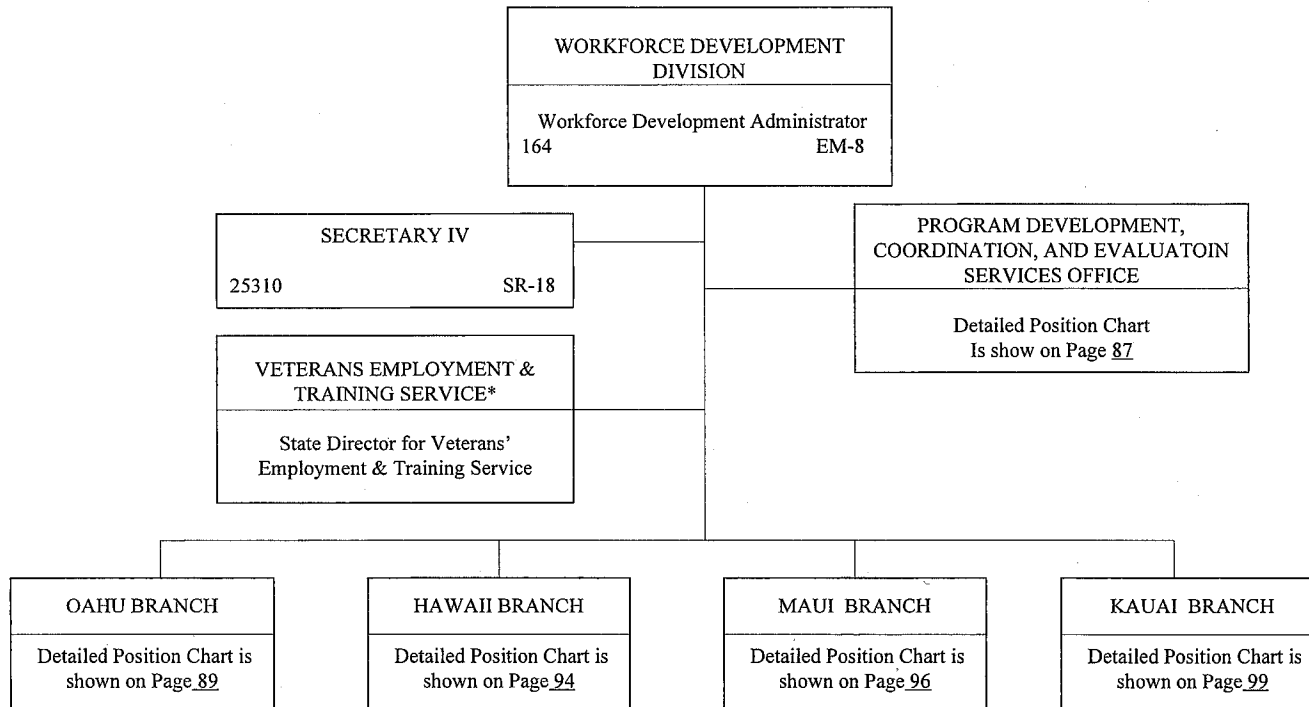 WORKFORCE DEVELOPMENT
DIVISION
Workforce Development Administrator
164 EM-8
SECRETARY IV
25310 SR-18
PROGRAM DEVELOPMENT,
COORDINATION, AND EVALUATOIN
SERVICES OFFICE
Detailed Position Chart
Is show on Page 87
VETERANS EMPLOYMENT &
TRAINING SERVICE*
State Director for Veterans'
Employment & Training Service
OAHU BRANCH
Detailed Position Chart is
shown on Page 89
HAWAII BRANCH
Detailed Position Chart is
shown on Page 94
MAUI BRANCH
Detailed Position Chart is
shown on Page 96
KAUAI BRANCH
Detailed Position Chart is
shown on Page 99